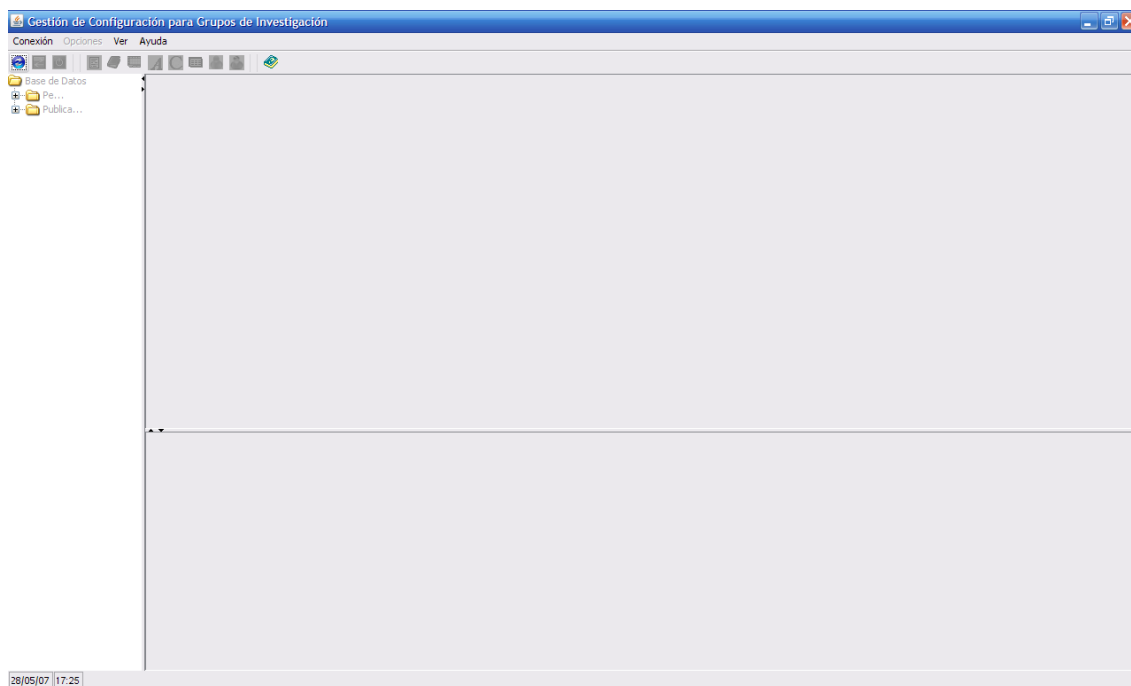 Gestión de Configuración para Grupos de Investigación
Conexión Opciones Ver Ayuda
Base de Datos
Pe...
Publica...
28/05/07 17:25